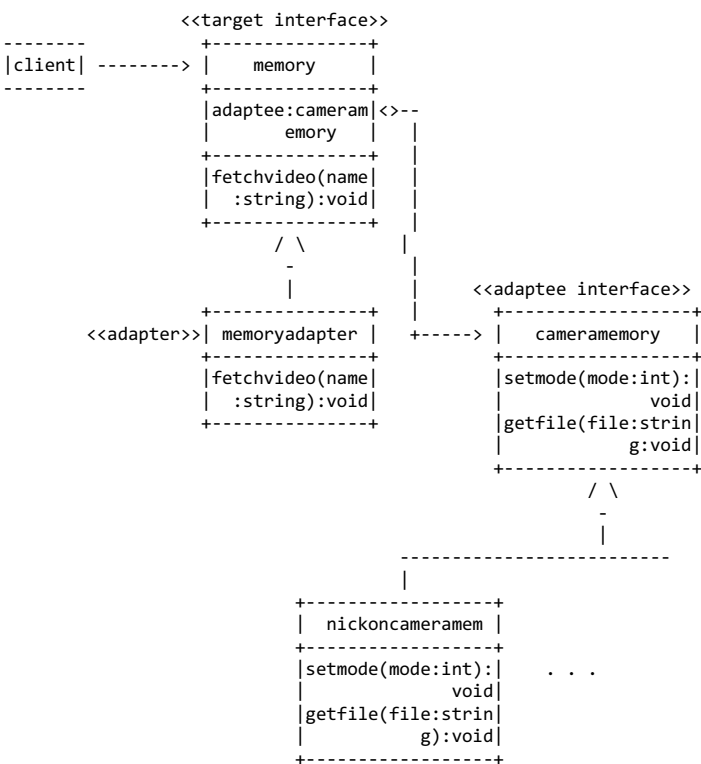 <<target interface>>
-------- +---------------+
|client| --------> | memory |
-------- +---------------+
|adaptee:cameram|<>--
| emory | |
+---------------+ |
|fetchvideo(name| |
| :string):void| |
+---------------+ |
/ \ |
- |
| | <<adaptee interface>>
+---------------+ | +------------------+
<<adapter>>| memoryadapter | +-----> | cameramemory |
+---------------+ +------------------+
|fetchvideo(name| |setmode(mode:int):|
| :string):void| | void|
+---------------+ |getfile(file:strin|
| g:void|
+------------------+
/ \
-
|
-------------------------
|
+------------------+
| nickoncameramem |
+------------------+
|setmode(mode:int):| . . .
| void|
|getfile(file:strin|
| g):void|
+------------------+